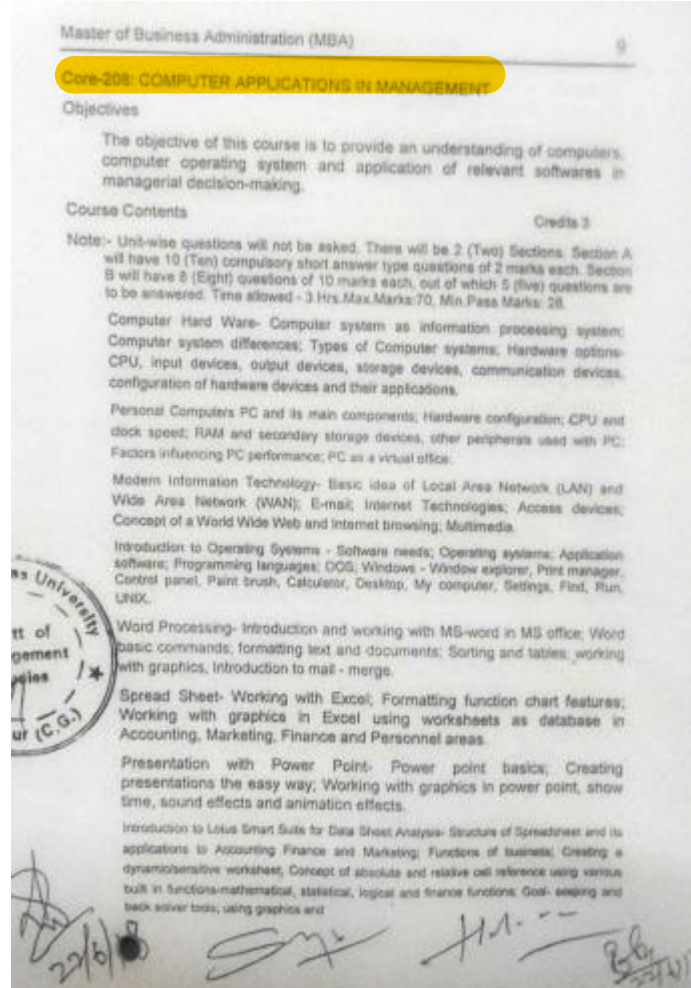 Master of Business Administration (MBA)
9
Core-208: COMPUTER APPLICATIONS IN MANAGEMENT
Objectives
The objective of this course is to provide an understanding of computers,
computer operating system and application of relevant softwares in
managerial decision-making.
Course Contents
Credits 3
Note:- Unit-wise questions will not be asked. There will be 2 (Two) Sections. Section A
will have 10 (Ten) compulsory short answer type questions of 2 marks each. Section
B will have 8 (Eight) questions of 10 marks each, out of which 5 (five) questions are
to be answered. Time allowed - 3 Hrs.Max.Marks:70, Min.Pass Marks: 28.
Computer Hard Ware- Computer system as information processing system;
Computer system differences; Types of Computer systems; Hardware options-
CPU, input devices, output devices, storage devices, communication devices,
configuration of hardware devices and their applications.
Personal Computers PC and its main components; Hardware configuration; CPU and
clock speed; RAM and secondary storage devices, other peripherals used with PC;
Factors influencing PC performance; PC as a virtual office.
Modern Information Technology- Basic idea of Local Area Network (LAN) and
Wide Area Network (WAN); E-mail; Internet Technologies; Access devices;
Concept of a World Wide Web and Internet browsing; Multimedia.
Introduction to Operating Systems - Software needs; Operating systems; Application
software; Programming languages; DOS; Windows - Window explorer, Print manager,
Control panel, Paint brush, Calculator, Desktop, My computer, Settings, Find, Run,
UNIX.
Word Processing- Introduction and working with MS-word in MS office; Word
basic commands; formatting text and documents; Sorting and tables; working
with graphics, Introduction to mail - merge.
Spread Sheet- Working with Excel; Formatting function chart features;
Working with graphics in Excel using worksheets as database in
Accounting, Marketing, Finance and Personnel areas.
Presentation with Power Point- Power point basics; Creating
presentations the easy way; Working with graphics in power point, show
time, sound effects and animation effects.
Introduction to Lotus Smart Suite for Data Sheet Analysis- Structure of Spreadsheet and its
applications to Accounting Finance and Marketing; Functions of business; Creating a
dynamic/sensitive worksheet; Concept of absolute and relative cell reference using various
built in functions-mathematical, statistical, logical and finance functions; Goal- seeking and
back solver tools; using graphics and
ss University
tt of
gement
ies
ur (C.G.)
22/6/